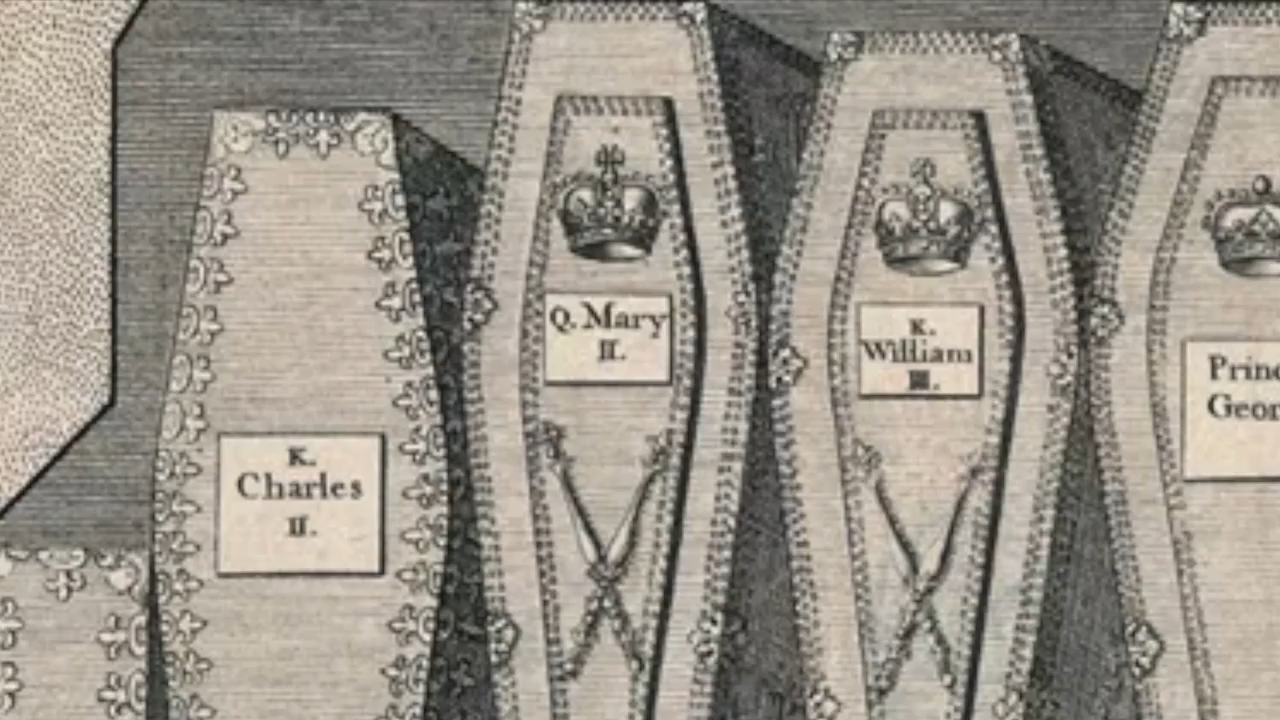 K.
Charles
II.
Q. Mary
II.
K.
William
III.
Prin
Geor